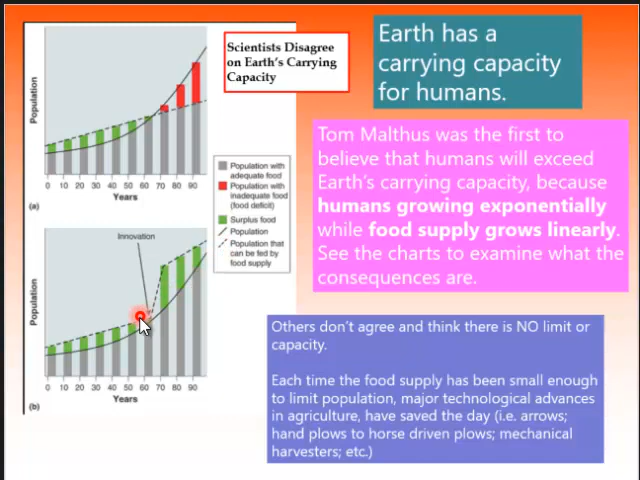 Scientists Disagree
on Earth's Carrying
Capacity
Earth has a
carrying capacity
for humans.
Tom Malthus was the first to
believe that humans will exceed
Earth's carrying capacity, because
humans growing exponentially
while food supply grows linearly.
See the charts to examine what the
consequences are.
Population
0 10 20 30 40 50 60 70 80 90
Years
(a)
Population with
adequate food
Population with
inadequate food
(food deficit)
Surplus food
Population
Population that
can be fed by
food supply
Innovation
Population
0 10 20 30 40 50 60 70 80 90
Years
(b)
Others don't agree and think there is NO limit or
capacity.
Each time the food supply has been small enough
to limit population, major technological advances
in agriculture, have saved the day (i.e. arrows;
hand plows to horse driven plows; mechanical
harvesters; etc.)